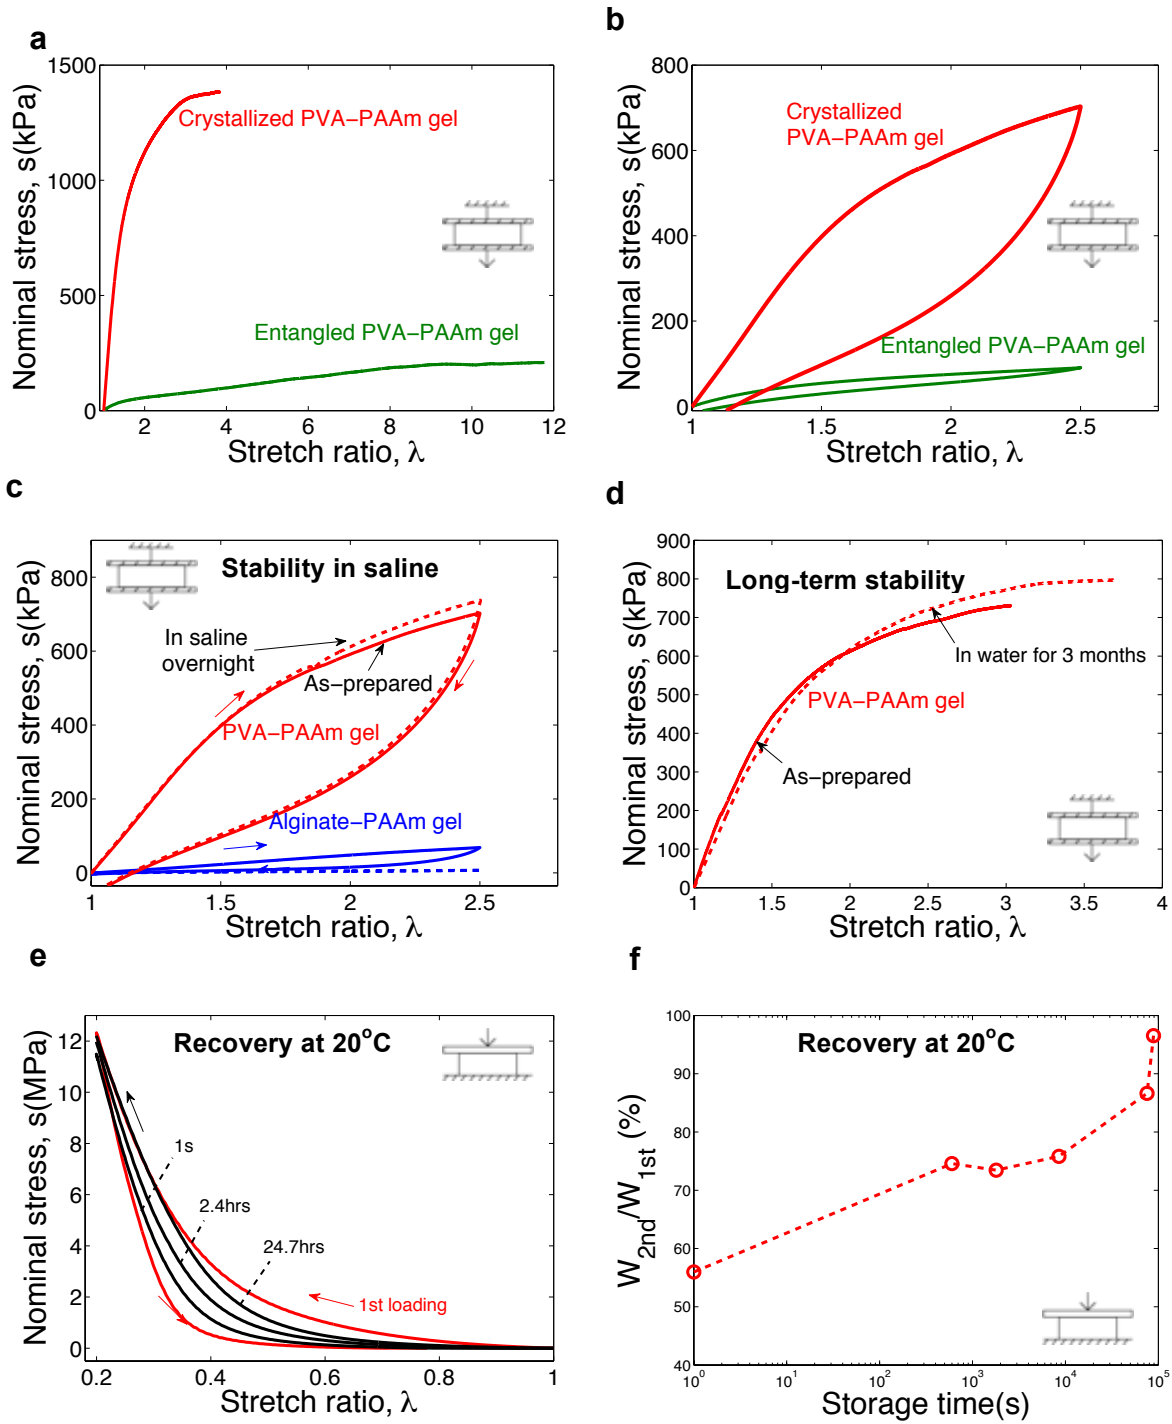 a
1500
1000
500
0
2
4
6
8
10
12
Nominal stress, s(kPa)
Stretch ratio, λ
Crystallized PVA−PAAm gel
Entangled PVA−PAAm gel
b
800
600
400
200
0
1
1.5
2
2.5
Nominal stress, s(kPa)
Stretch ratio, λ
Crystallized
PVA−PAAm gel
Entangled PVA−PAAm gel
c
800
600
400
200
0
1
1.5
2
2.5
Nominal stress, s(kPa)
Stretch ratio, λ
Stability in saline
In saline
overnight
As−prepared
PVA−PAAm gel
Alginate−PAAm gel
d
900
800
700
600
500
400
300
200
100
0
1
1.5
2
2.5
3
3.5
4
Nominal stress, s(kPa)
Stretch ratio, λ
Long-term stability
In water for 3 months
PVA−PAAm gel
As−prepared
e
12
10
8
6
4
2
0
0.2
0.4
0.6
0.8
1
Nominal stress, s(MPa)
Stretch ratio, λ
Recovery at 20°C
1s
2.4hrs
24.7hrs
1st loading
f
100
90
80
70
60
50
40
10⁰
10¹
10²
10³
10⁴
10⁵
W2nd/W1st (%)
Storage time(s)
Recovery at 20°C